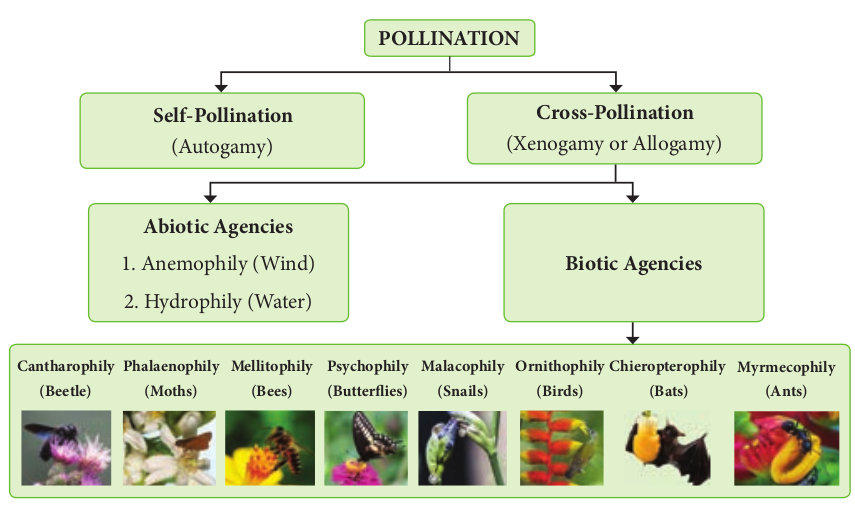 POLLINATION
Self-Pollination
(Autogamy)
Cross-Pollination
(Xenogamy or Allogamy)
Abiotic Agencies
1. Anemophily (Wind)
2. Hydrophily (Water)
Biotic Agencies
Cantharophily
(Beetle)
Phalaenophily
(Moths)
Mellitophily
(Bees)
Psychophily
(Butterflies)
Malacophily
(Snails)
Ornithophily
(Birds)
Chieropterophily
(Bats)
Myrmecophily
(Ants)